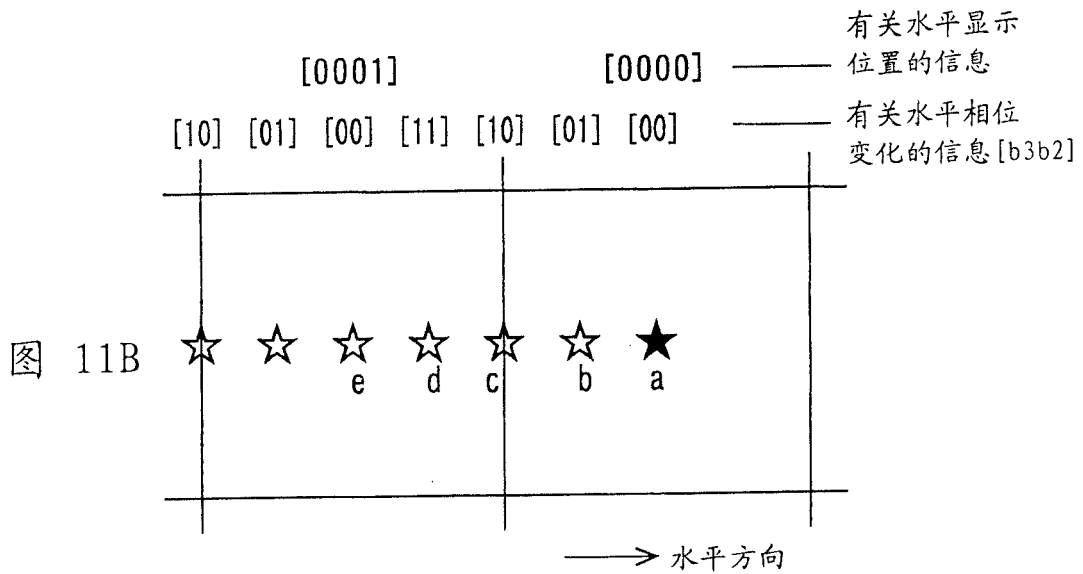 有关水平显示
位置的信息
[0001] [0000]
[10] [01] [00] [11] [10] [01] [00]
有关水平相位
变化的信息[b3b2]
图 11B
e d c b a
水平方向